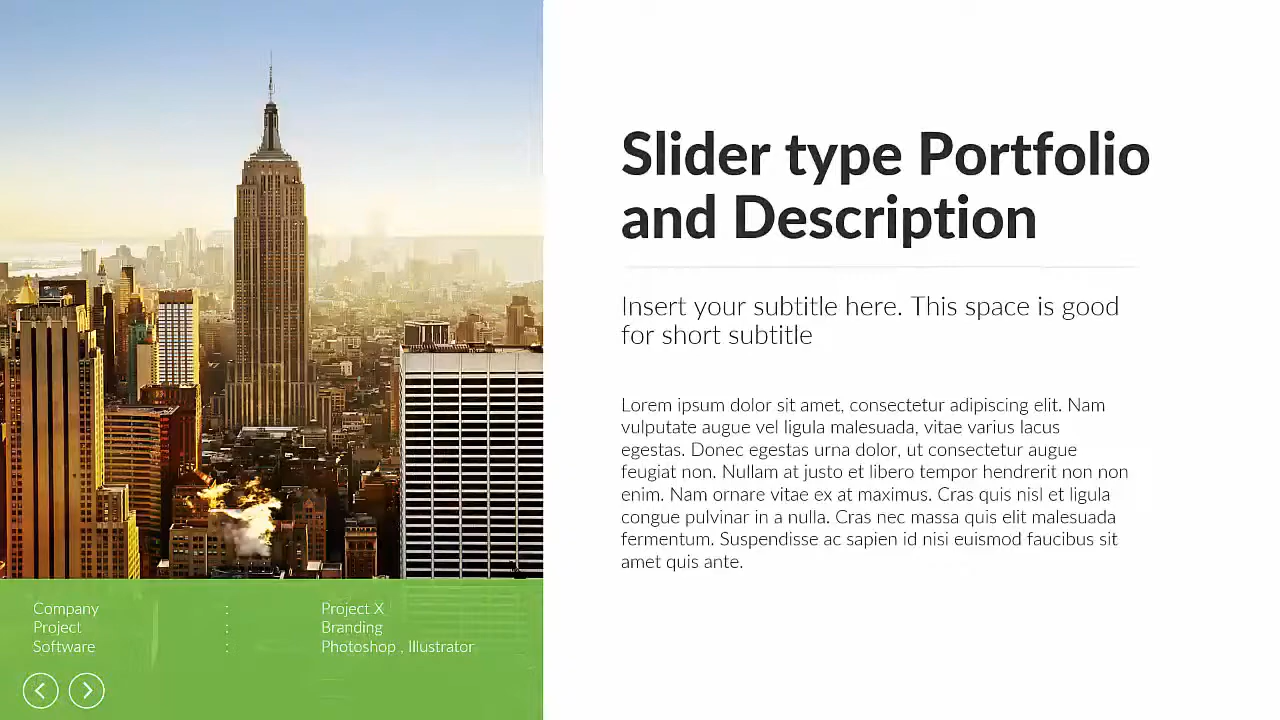 Slider type Portfolio
and Description
Insert your subtitle here. This space is good
for short subtitle
Lorem ipsum dolor sit amet, consectetur adipiscing elit. Nam
vulputate augue vel ligula malesuada, vitae varius lacus
egestas. Donec egestas urna dolor, ut consectetur augue
feugiat non. Nullam at justo et libero tempor hendrerit non non
enim. Nam ornare vitae ex at maximus. Cras quis nisl et ligula
congue pulvinar in a nulla. Cras nec massa quis elit malesuada
fermentum. Suspendisse ac sapien id nisi euismod faucibus sit
amet quis ante.
Company : Project X
Project : Branding
Software : Photoshop , Illustrator